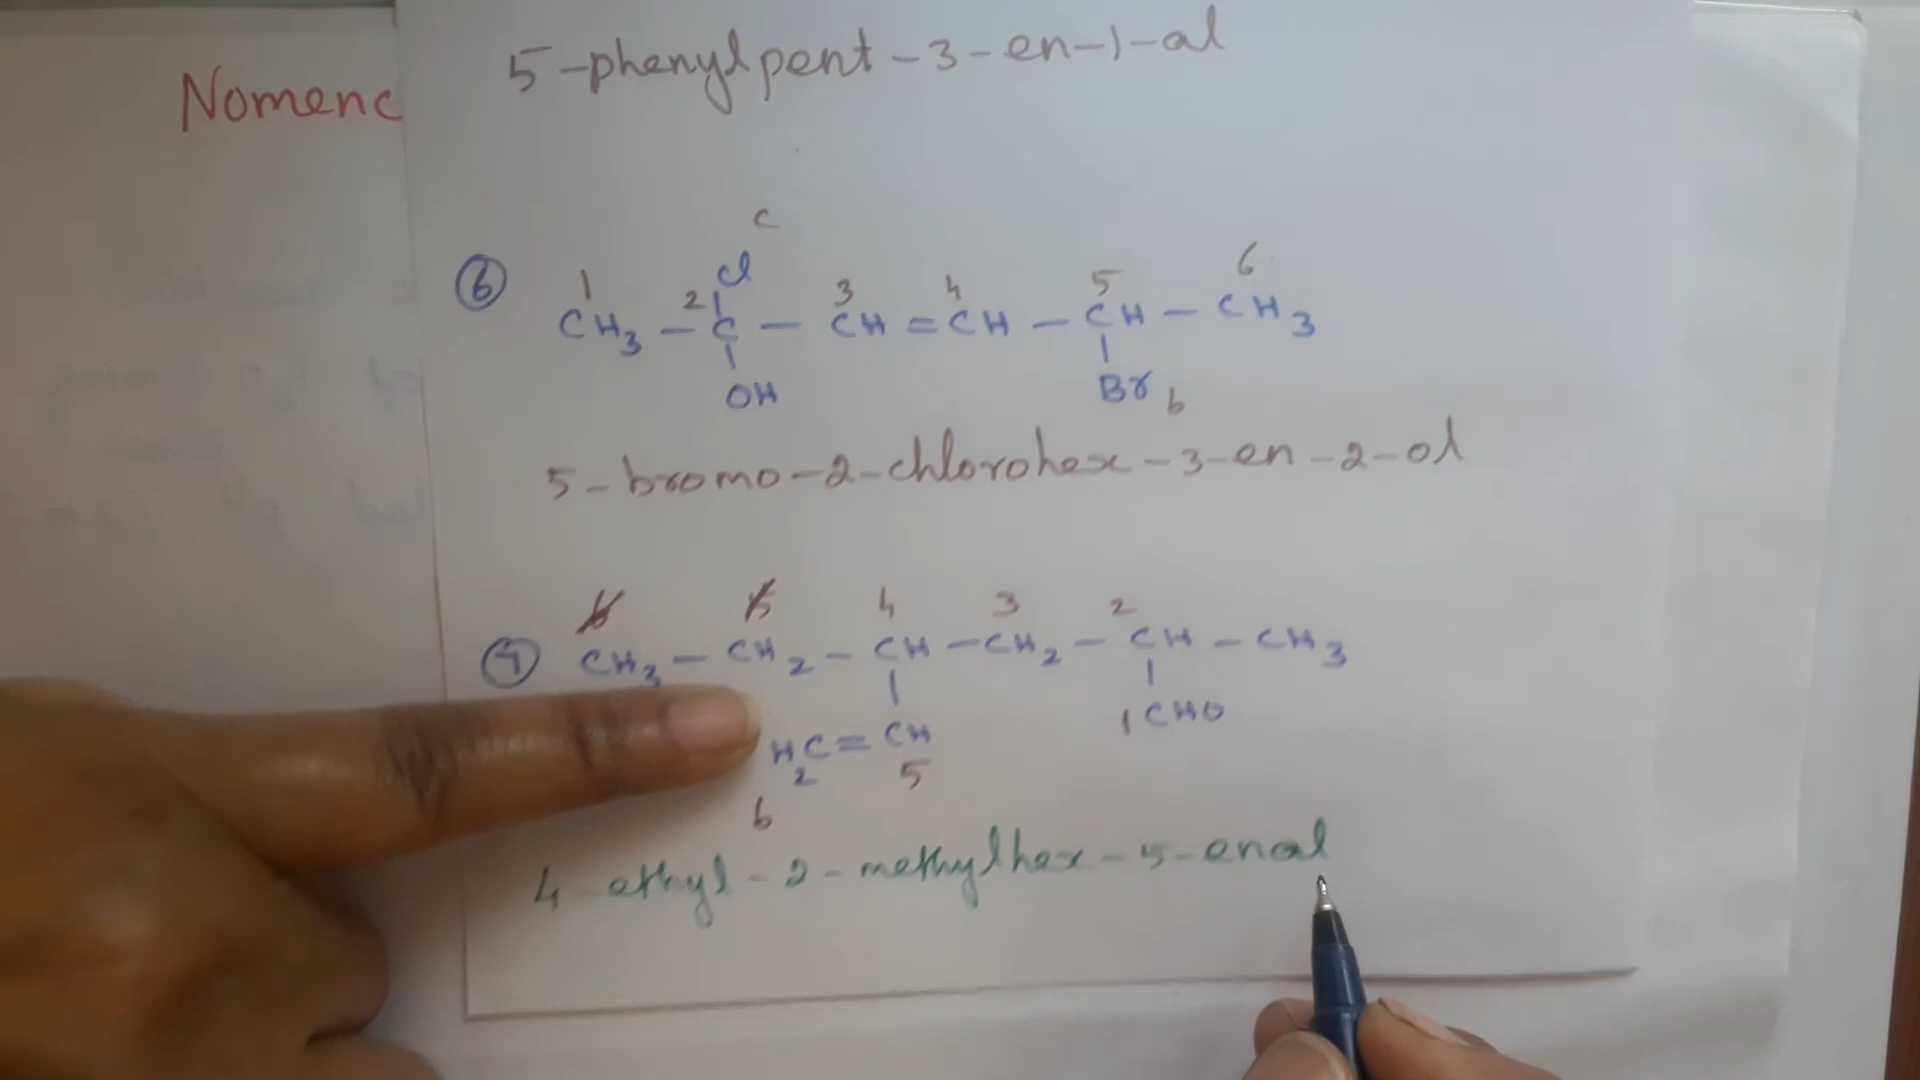 5-phenylpent-3-en-1-al
Nomenc
c
6 1 2 Cl 3 4 5 6
CH3 - C - CH = CH - CH - CH3
OH Br b
5-bromo-2-chlorohex-3-en-2-ol
6 5 4 3 2
7 CH3 - CH2 - CH - CH2 - CH - CH3
1 CHO
H2C = CH
6 5
4-ethyl-2-methylhex-5-enal